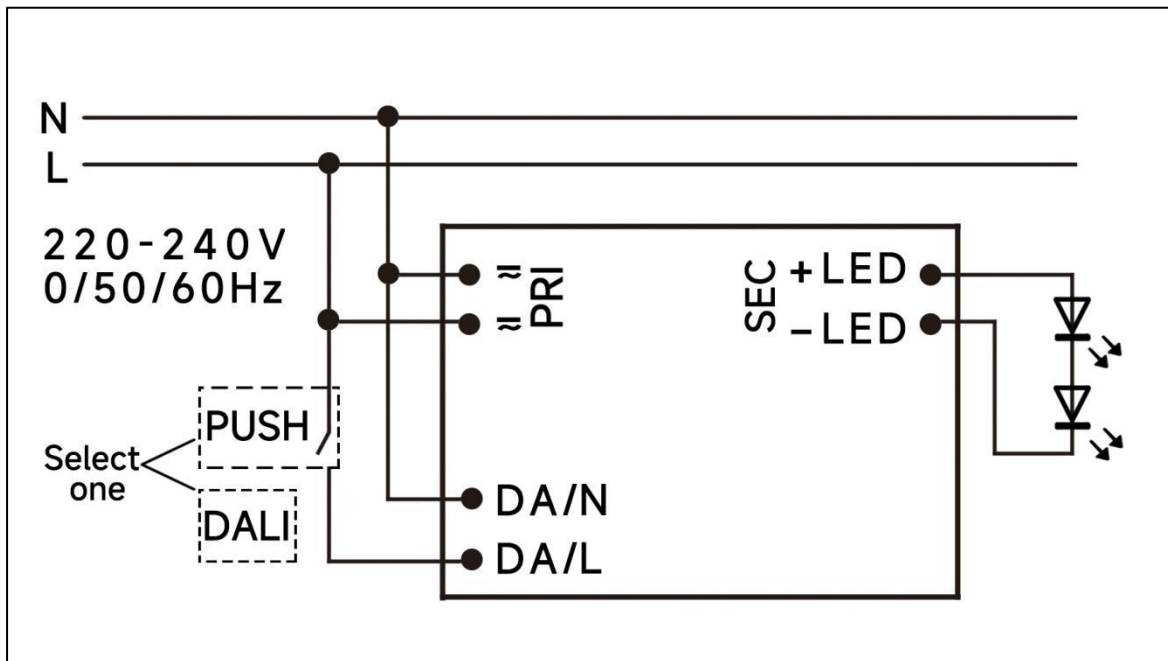 N
L
220-240V
0/50/60Hz
PUSH
Select
one
DALI
PRI
DA/N
DA/L
SEC
+LED
-LED